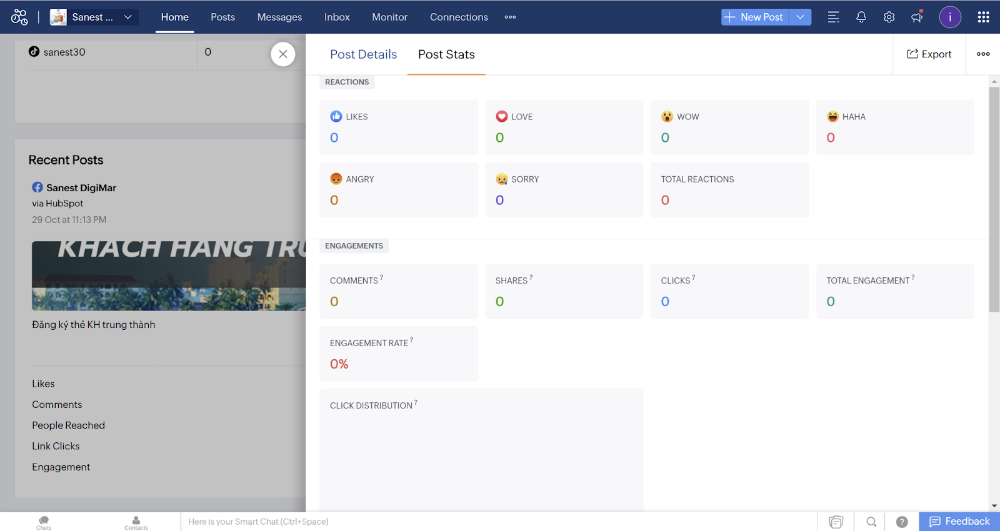 Sanest ...
Home
Posts
Messages
Inbox
Monitor
Connections
New Post
i
sanest30
0
Post Details
Post Stats
Export
REACTIONS
LIKES
0
LOVE
0
WOW
0
HAHA
0
ANGRY
0
SORRY
0
TOTAL REACTIONS
0
Recent Posts
Sanest DigiMar
via HubSpot
29 Oct at 11:13 PM
KHÁCH HÀNG TRU
Đăng ký thẻ KH trung thành
Likes
Comments
People Reached
Link Clicks
Engagement
ENGAGEMENTS
COMMENTS ?
0
SHARES ?
0
CLICKS ?
0
TOTAL ENGAGEMENT ?
0
ENGAGEMENT RATE ?
0%
CLICK DISTRIBUTION ?
Chats
Contacts
Here is your Smart Chat (Ctrl+Space)
?
Feedback